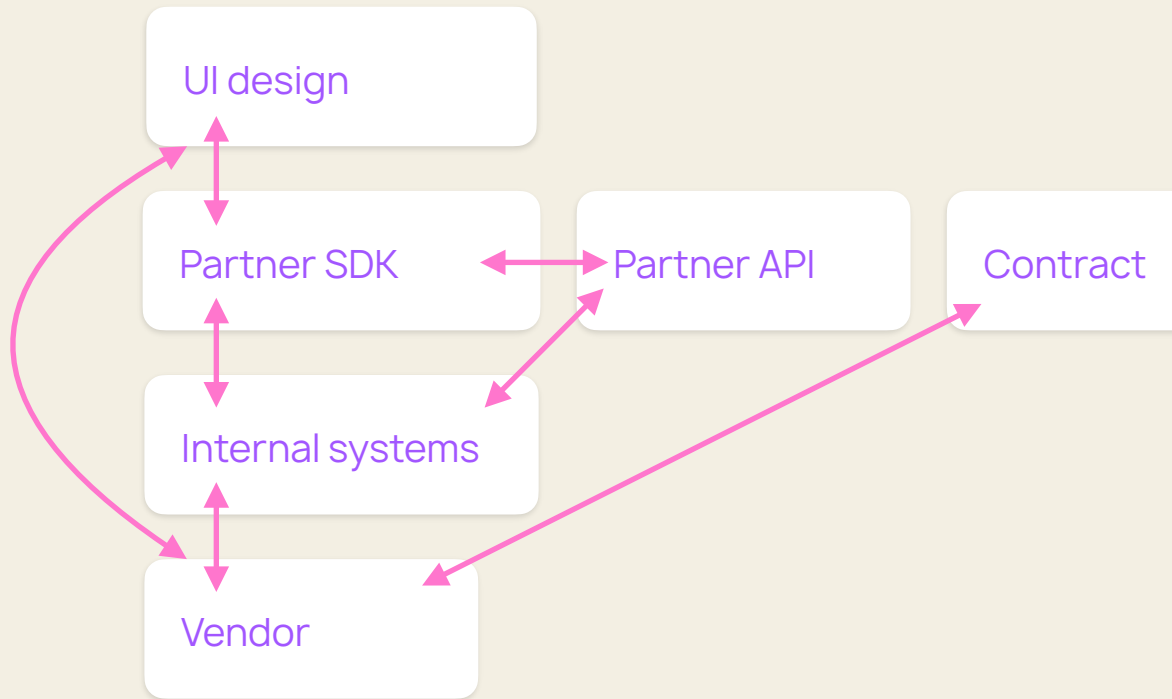 UI design
Partner SDK
Partner API
Contract
Internal systems
Vendor